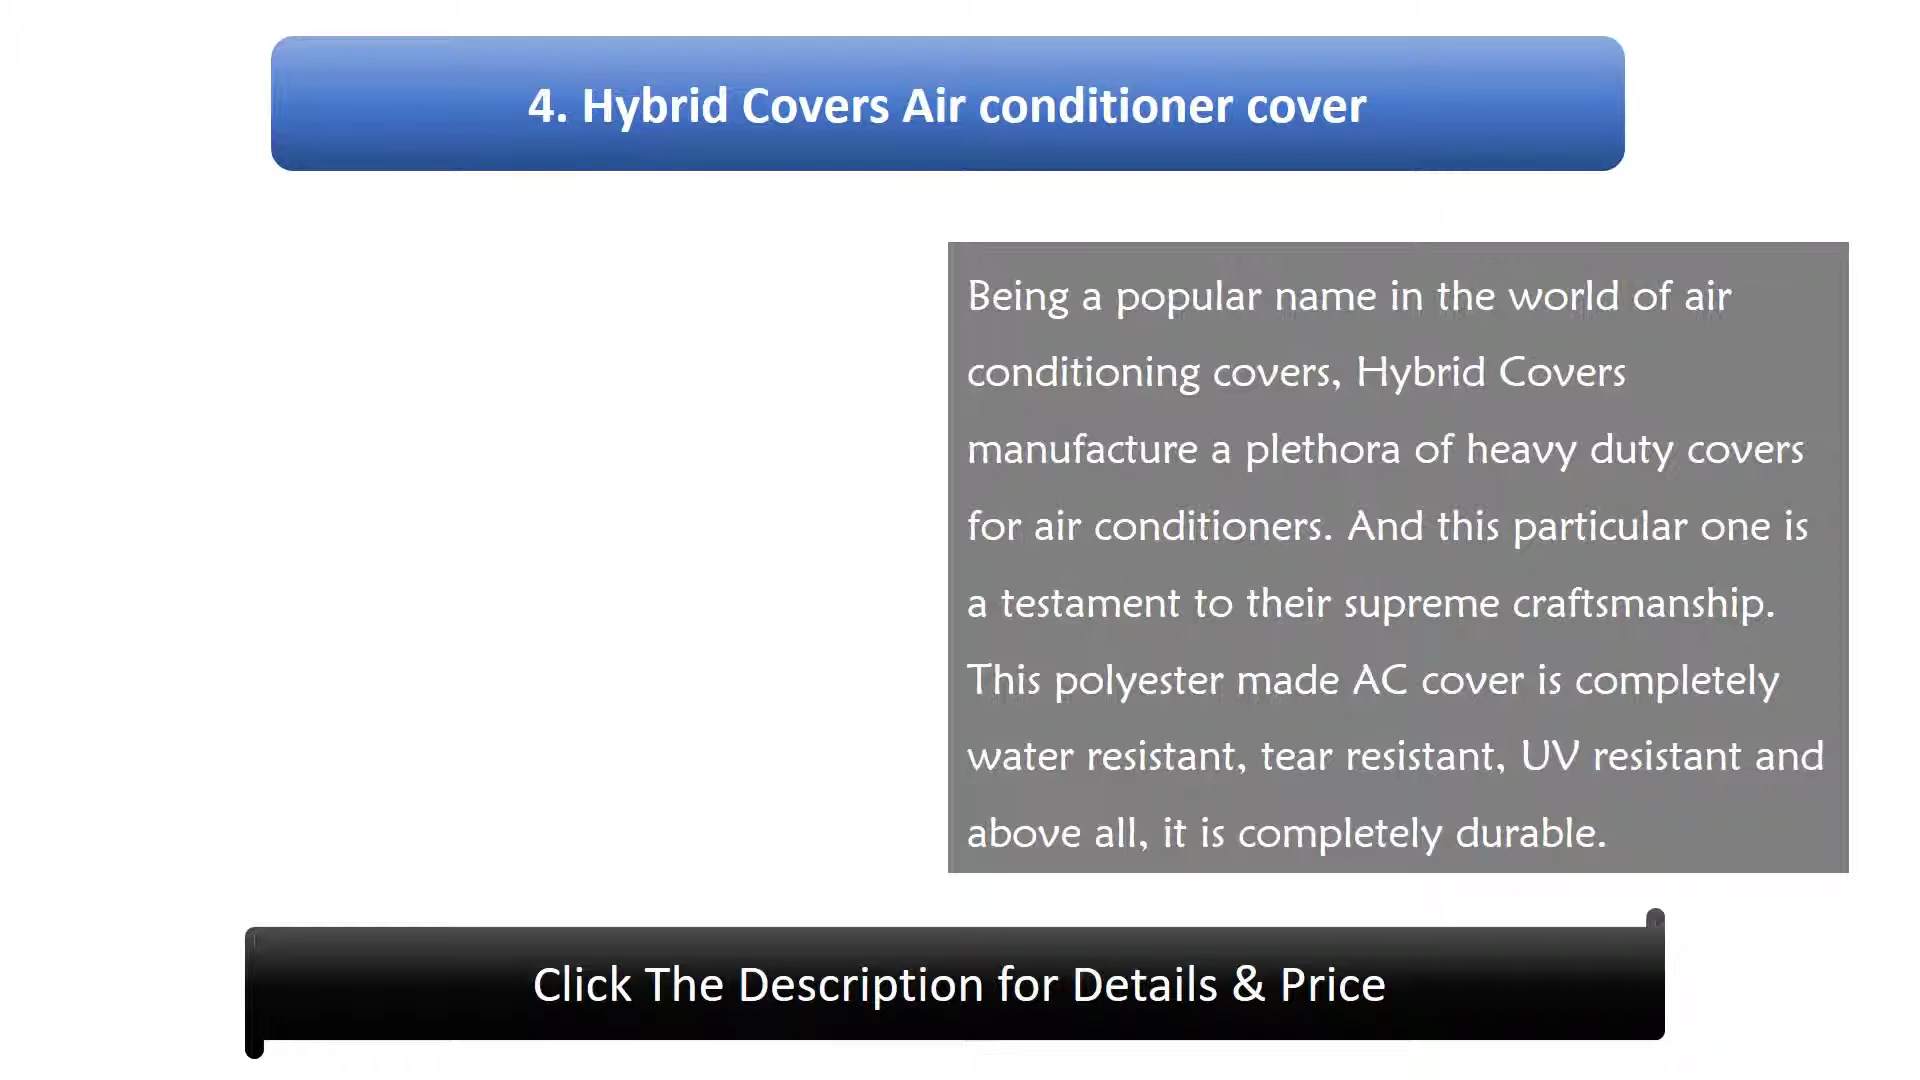 4. Hybrid Covers Air conditioner cover
Being a popular name in the world of air
conditioning covers, Hybrid Covers
manufacture a plethora of heavy duty covers
for air conditioners. And this particular one is
a testament to their supreme craftsmanship.
This polyester made AC cover is completely
water resistant, tear resistant, UV resistant and
above all, it is completely durable.
Click The Description for Details & Price